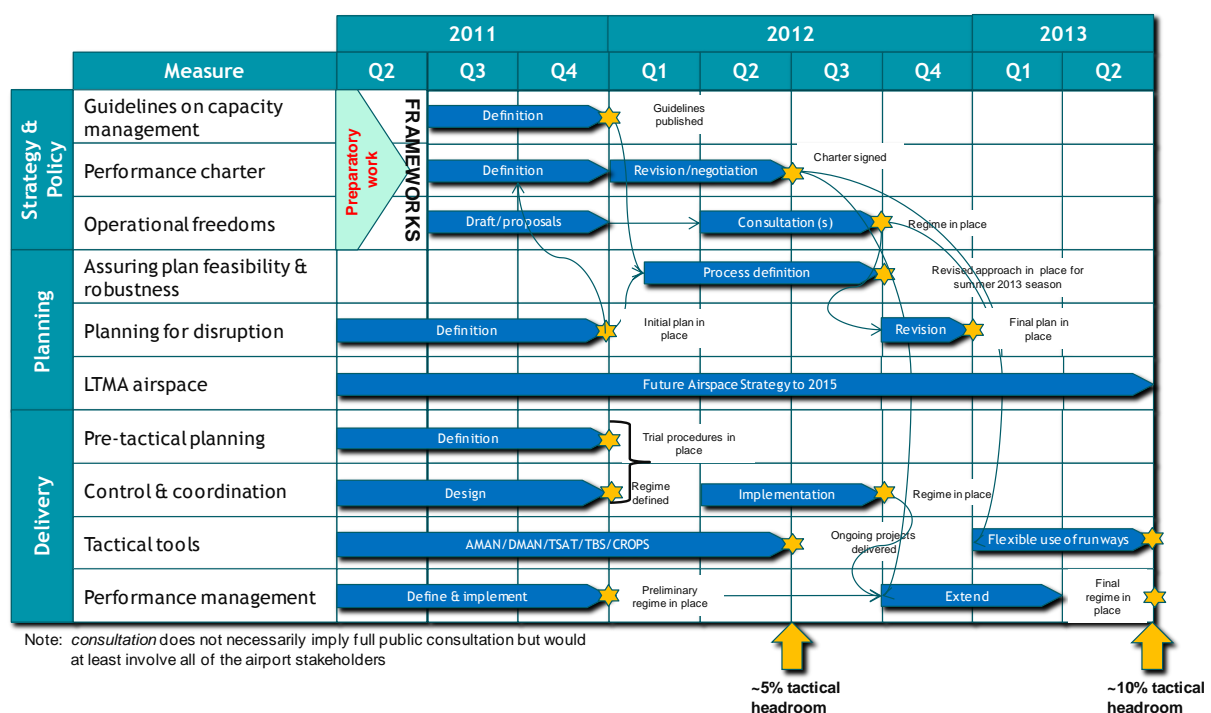 2011 2012 2013
Measure Q2 Q3 Q4 Q1 Q2 Q3 Q4 Q1 Q2
Strategy &
Policy
Preparatory
work
FRAMEWORKS
Guidelines on capacity
management
Definition
Guidelines
published
Performance charter
Definition
Revision/negotiation
Charter signed
Operational freedoms
Draft/proposals
Consultation (s)
Regime in place
Planning
Assuring plan feasibility &
robustness
Process definition
Revised approach in place for
summer 2013 season
Planning for disruption
Definition
Initial plan in
place
Revision
Final plan in
place
LTMA airspace
Future Airspace Strategy to 2015
Delivery
Pre-tactical planning
Definition
Trial procedures in
place
Control & coordination
Design
Regime
defined
Implementation
Regime in place
Tactical tools
AMAN/DMAN/TSAT/TBS/CROPS
Ongoing projects
delivered
Flexible use of runways
Performance management
Define & implement
Preliminary
regime in place
Extend
Final
regime in
place
Note: consultation does not necessarily imply full public consultation but would
at least involve all of the airport stakeholders
~5% tactical
headroom
~10% tactical
headroom